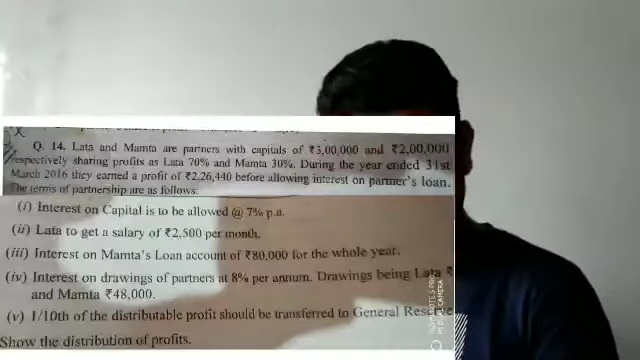 Q. 14. Lata and Mamta are partners with capitals of ₹3,00,000 and ₹2,00,000
respectively sharing profits as Lata 70% and Mamta 30%. During the year ended 31st
March 2016 they earned a profit of ₹2,26,440 before allowing interest on partner's loan.
The terms of partnership are as follows:
(i) Interest on Capital is to be allowed @ 7% p.a.
(ii) Lata to get a salary of ₹2,500 per month.
(iii) Interest on Mamta's Loan account of ₹80,000 for the whole year.
(iv) Interest on drawings of partners at 8% per annum. Drawings being Lata ₹
and Mamta ₹48,000.
(v) 1/10th of the distributable profit should be transferred to General Reserve
Show the distribution of profits.